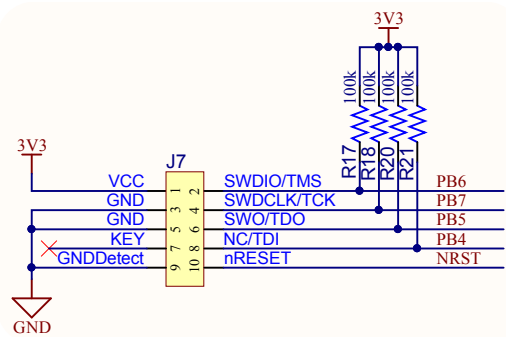 3V3
100k
100k
100k
100k
R17
R18
R20
R21
3V3
J7
VCC 1 2 SWDIO/TMS PB6
GND 3 4 SWDCLK/TCK PB7
GND 5 6 SWO/TDO PB5
KEY 7 8 NC/TDI PB4
GNDDetect 9 10 nRESET NRST
GND